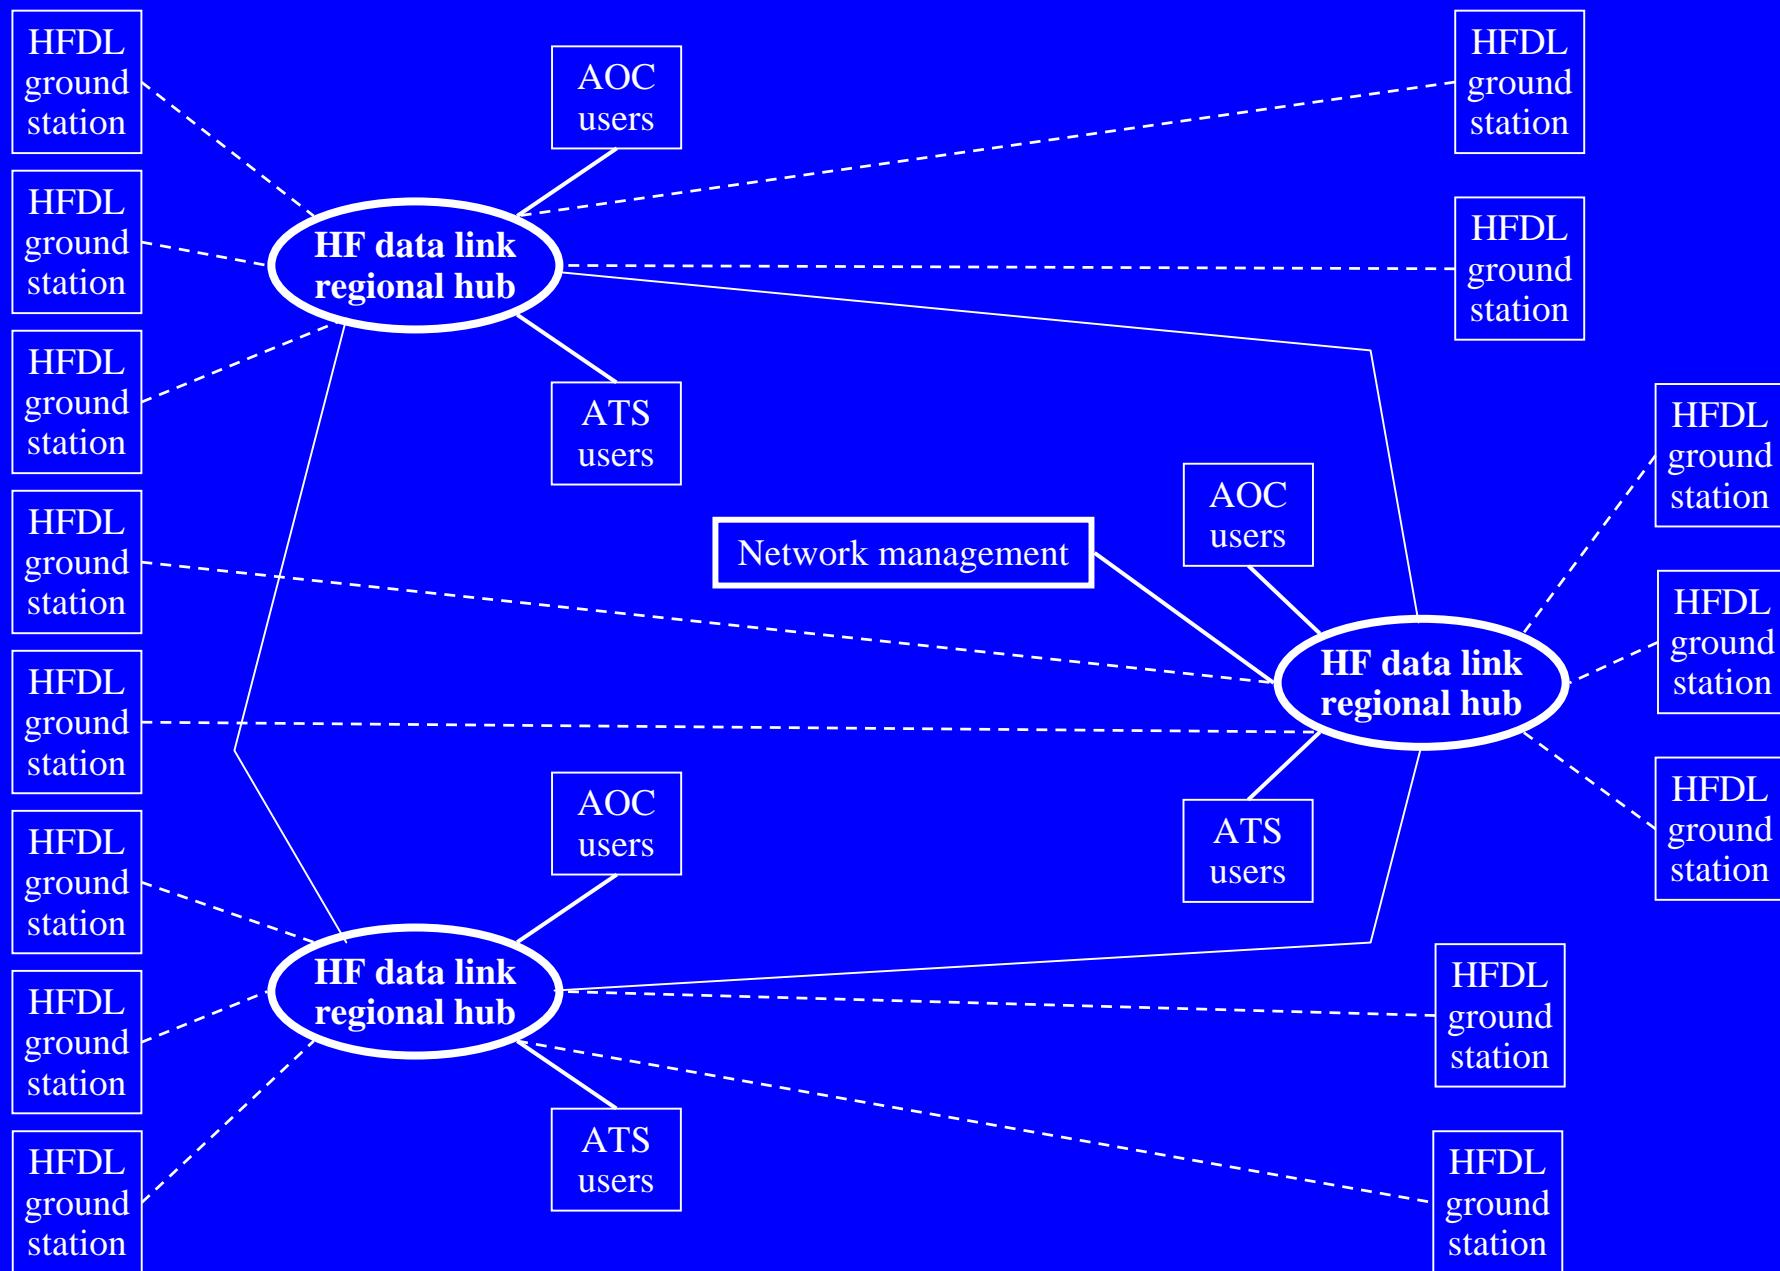 HFDL
ground
station
HFDL
ground
station
HFDL
ground
station
HFDL
ground
station
HFDL
ground
station
HFDL
ground
station
HFDL
ground
station
HFDL
ground
station
AOC
users
HF data link
regional hub
ATS
users
AOC
users
HF data link
regional hub
ATS
users
Network management
AOC
users
HF data link
regional hub
ATS
users
HFDL
ground
station
HFDL
ground
station
HFDL
ground
station
HFDL
ground
station
HFDL
ground
station
HFDL
ground
station
HFDL
ground
station